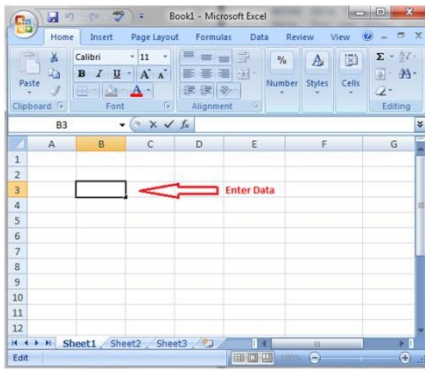 Book1 - Microsoft Excel
Home Insert Page Layout Formulas Data Review View
Calibri 11 Σ
Paste B I U A A % Number A Styles Cells
Clipboard Font Alignment Editing
B3 fx
A B C D E F G
1
2
3 Enter Data
4
5
6
7
8
9
10
11
12
Sheet1 Sheet2 Sheet3
Edit 100%